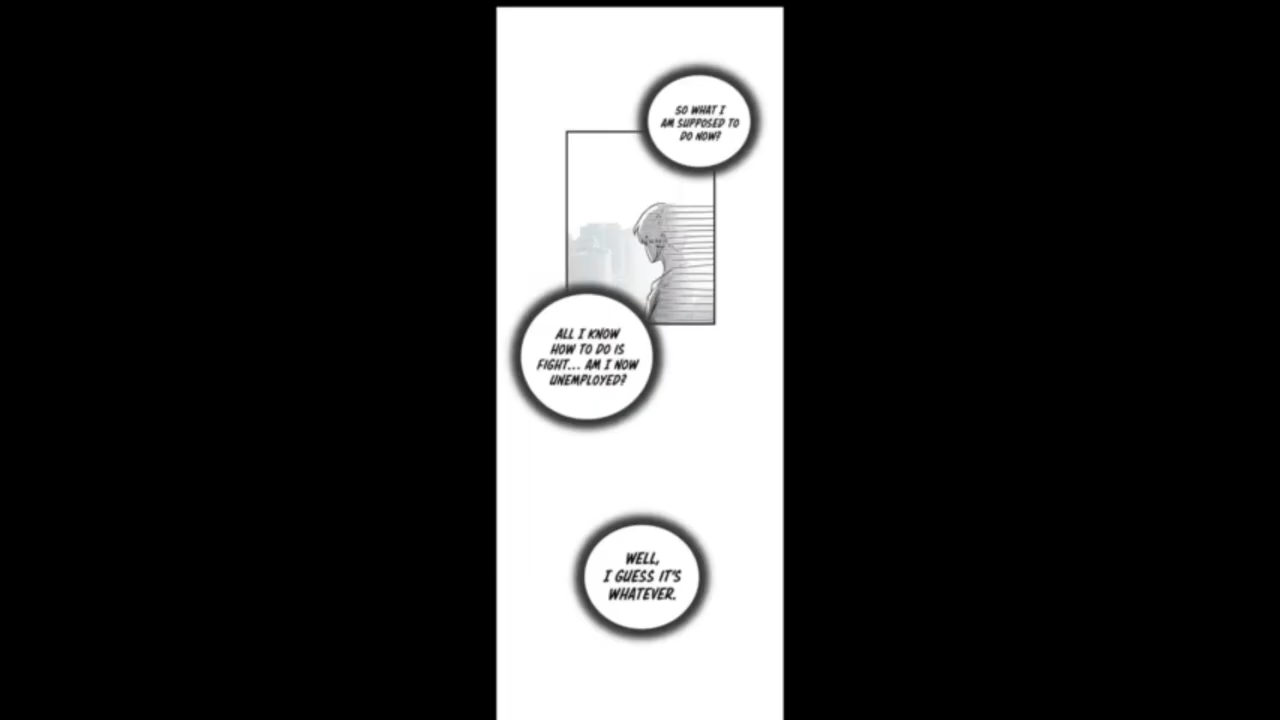 SO WHAT I
AM SUPPOSED TO
DO NOW?
ALL I KNOW
HOW TO DO IS
FIGHT... AM I NOW
UNEMPLOYED?
WELL,
I GUESS IT'S
WHATEVER.